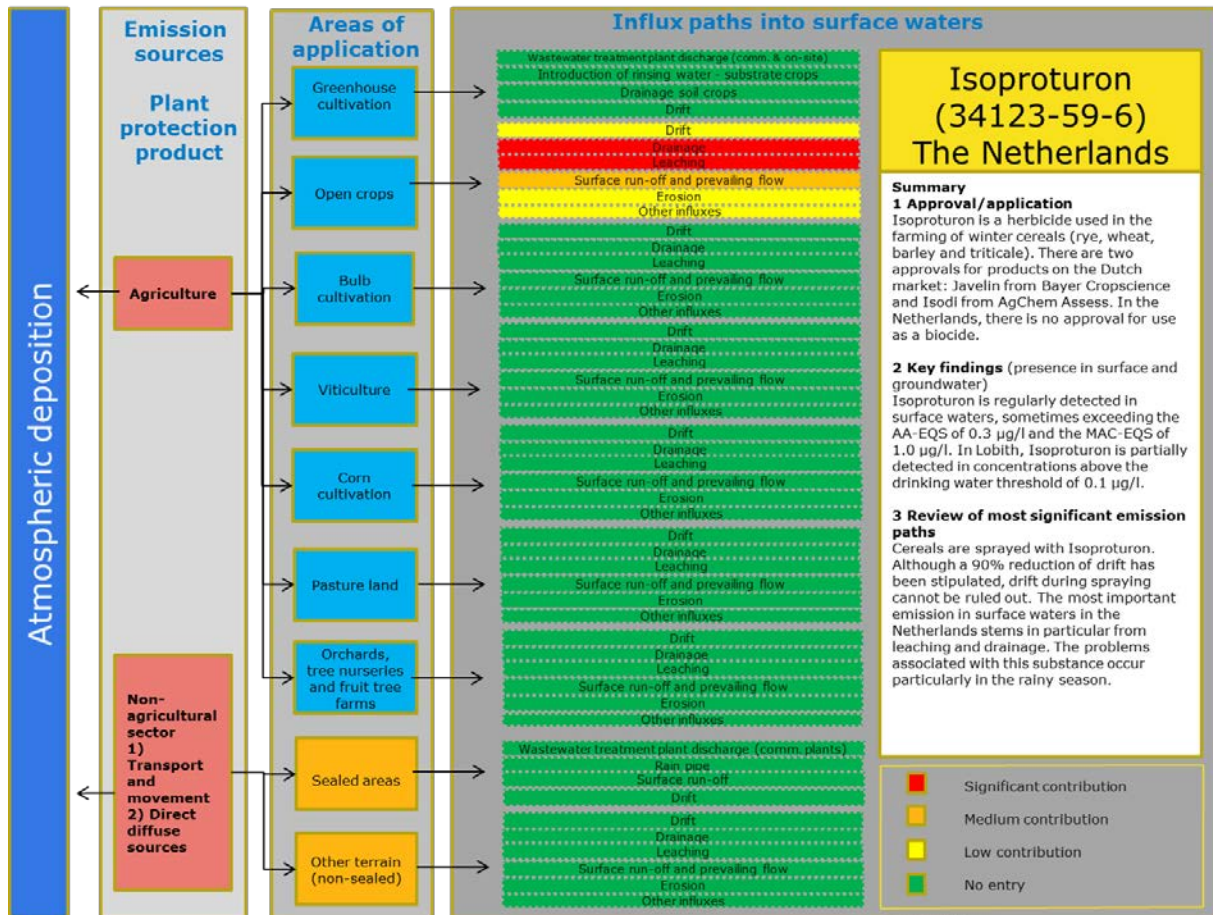 Atmospheric deposition
Emission
sources
Plant
protection
product
Agriculture
Non-
agricultural
sector
1)
Transport
and
movement
2) Direct
diffuse
sources
Areas of
application
Greenhouse
cultivation
Open crops
Bulb
cultivation
Viticulture
Corn
cultivation
Pasture land
Orchards,
tree nurseries
and fruit tree
farms
Sealed areas
Other terrain
(non-sealed)
Influx paths into surface waters
Wastewater treatment plant discharge (comm. & on-site)
Introduction of rinsing water - substrate crops
Drainage soil crops
Drift
Drift
Drainage
Leaching
Surface run-off and prevailing flow
Erosion
Other influxes
Drift
Drainage
Leaching
Surface run-off and prevailing flow
Erosion
Other influxes
Drift
Drainage
Leaching
Surface run-off and prevailing flow
Erosion
Other influxes
Drift
Drainage
Leaching
Surface run-off and prevailing flow
Erosion
Other influxes
Drift
Drainage
Leaching
Surface run-off and prevailing flow
Erosion
Other influxes
Drift
Drainage
Leaching
Surface run-off and prevailing flow
Erosion
Other influxes
Wastewater treatment plant discharge (comm. plants)
Rain pipe
Surface run-off
Drift
Drift
Drainage
Leaching
Surface run-off and prevailing flow
Erosion
Other influxes
Isoproturon
(34123-59-6)
The Netherlands
Summary
1 Approval/application
Isoproturon is a herbicide used in the
farming of winter cereals (rye, wheat,
barley and triticale). There are two
approvals for products on the Dutch
market: Javelin from Bayer Cropscience
and Isodi from AgChem Assess. In the
Netherlands, there is no approval for use
as a biocide.
2 Key findings (presence in surface and
groundwater)
Isoproturon is regularly detected in
surface waters, sometimes exceeding the
AA-EQS of 0.3 µg/l and the MAC-EQS of
1.0 µg/l. In Lobith, Isoproturon is partially
detected in concentrations above the
drinking water threshold of 0.1 µg/l.
3 Review of most significant emission
paths
Cereals are sprayed with Isoproturon.
Although a 90% reduction of drift has
been stipulated, drift during spraying
cannot be ruled out. The most important
emission in surface waters in the
Netherlands stems in particular from
leaching and drainage. The problems
associated with this substance occur
particularly in the rainy season.
Significant contribution
Medium contribution
Low contribution
No entry